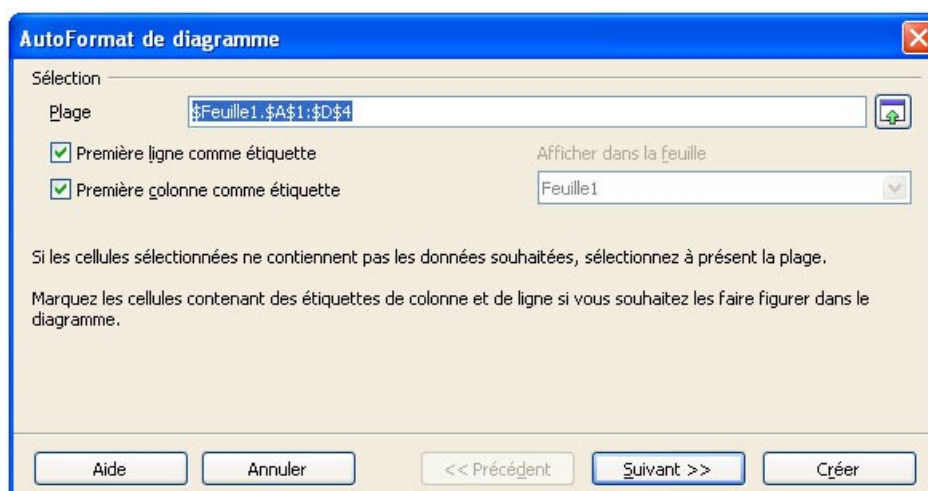 AutoFormat de diagramme
Sélection
Plage
$Feuille1.$A$1:$D$4
Première ligne comme étiquette
Afficher dans la feuille
Première colonne comme étiquette
Feuille1
Si les cellules sélectionnées ne contiennent pas les données souhaitées, sélectionnez à présent la plage.
Marquez les cellules contenant des étiquettes de colonne et de ligne si vous souhaitez les faire figurer dans le
diagramme.
Aide
Annuler
<< Précédent
Suivant >>
Créer